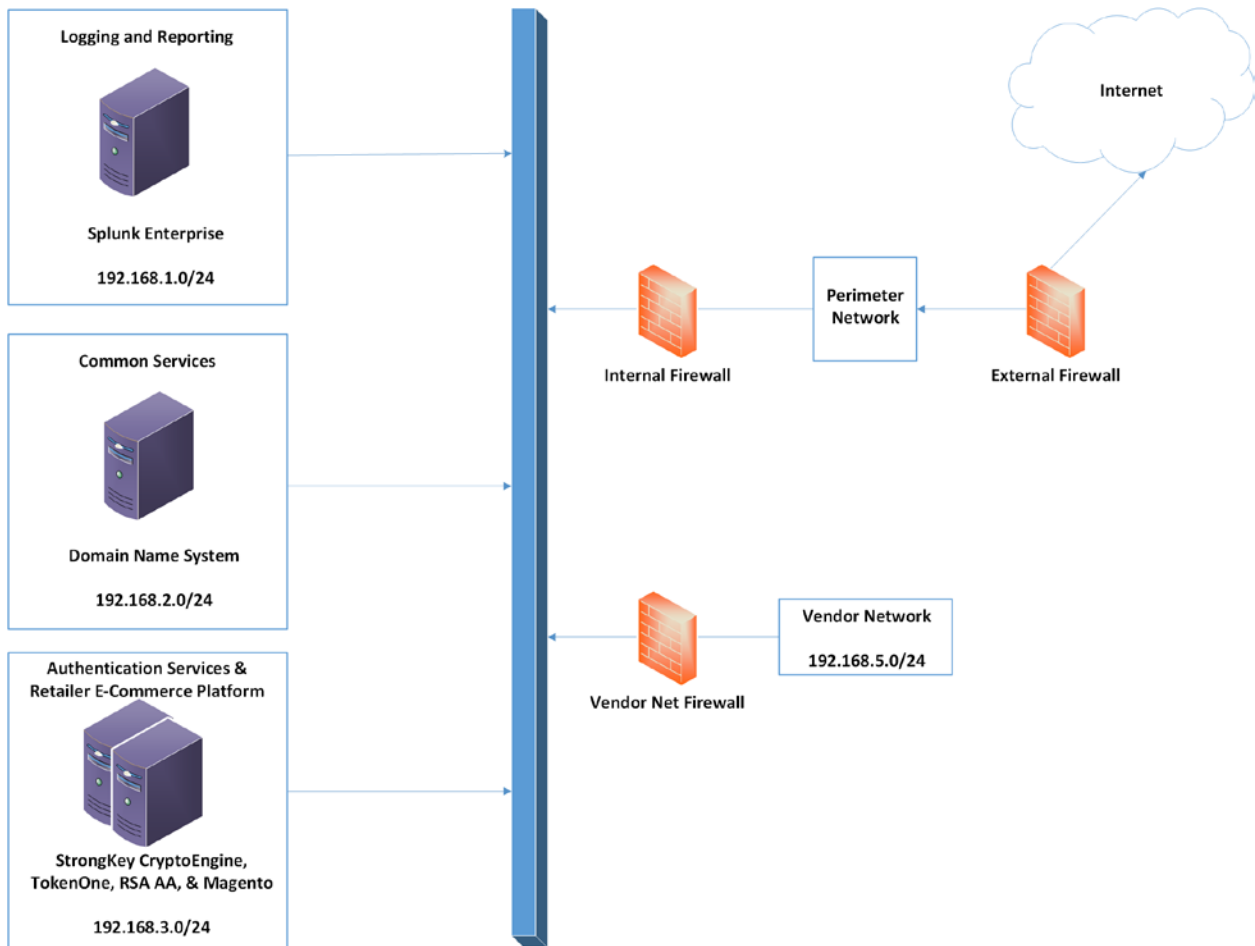 Logging and Reporting
Splunk Enterprise
192.168.1.0/24
Common Services
Domain Name System
192.168.2.0/24
Authentication Services &
Retailer E-Commerce Platform
StrongKey CryptoEngine,
TokenOne, RSA AA, & Magento
192.168.3.0/24
Internet
Internal Firewall
Perimeter
Network
External Firewall
Vendor Net Firewall
Vendor Network
192.168.5.0/24